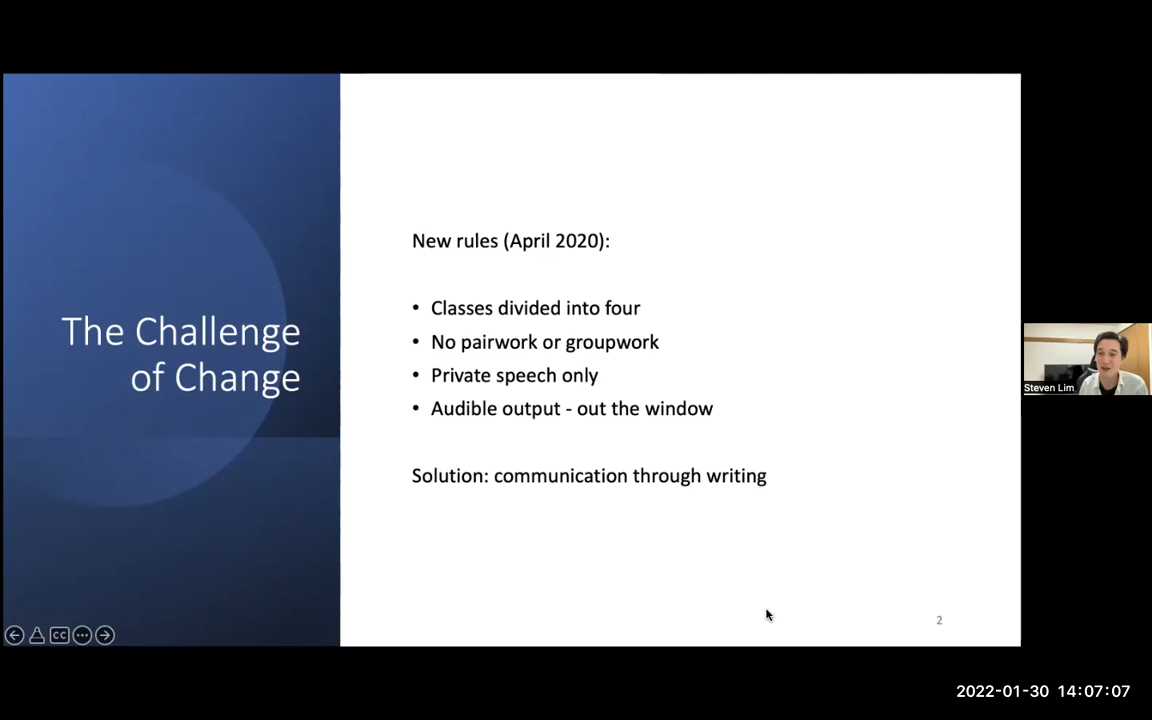 The Challenge
of Change
New rules (April 2020):
• Classes divided into four
• No pairwork or groupwork
• Private speech only
• Audible output - out the window
Solution: communication through writing
2
CC
Steven Lim
2022-01-30 14:07:07